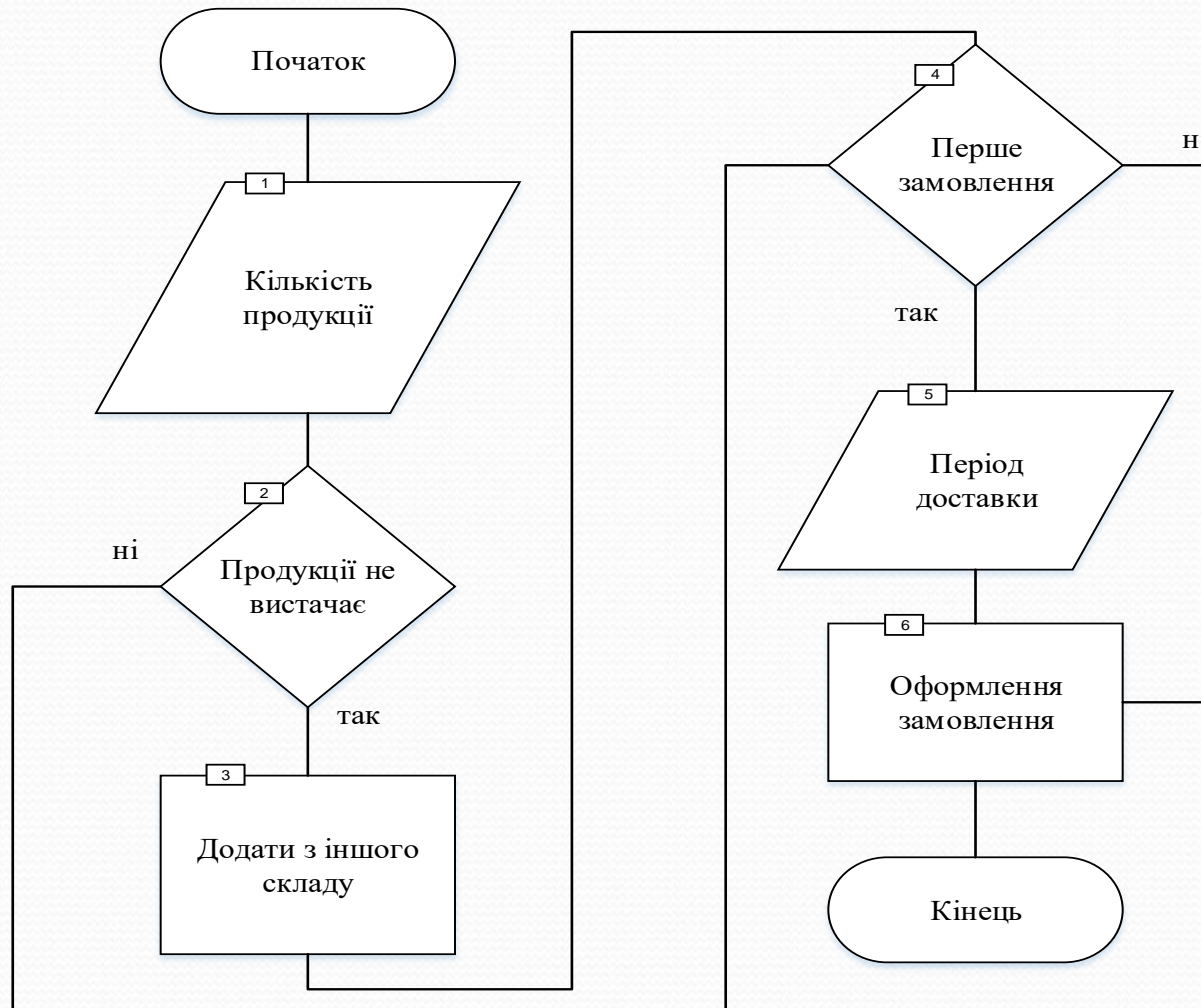 Початок
1
Кількість
продукції
2
ні
Продукції не
вистачає
так
3
Додати з іншого
складу
4
Перше
замовлення
н
так
5
Період
доставки
6
Оформлення
замовлення
Кінець